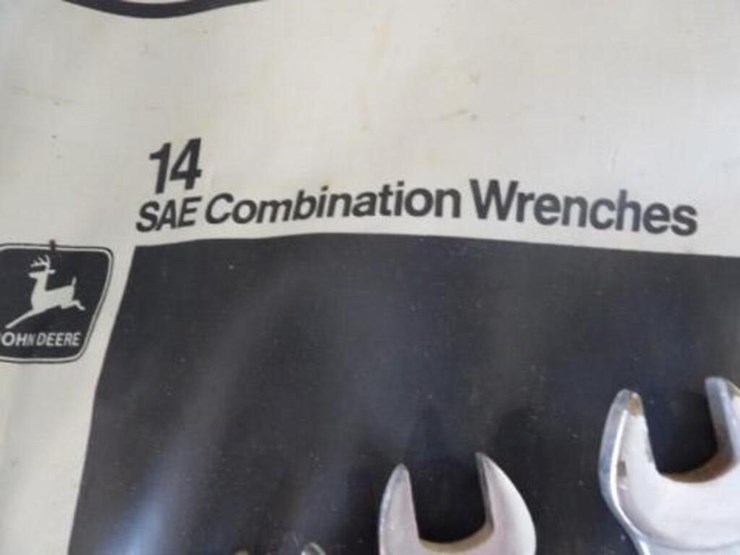 14
SAE Combination Wrenches
JOHN DEERE